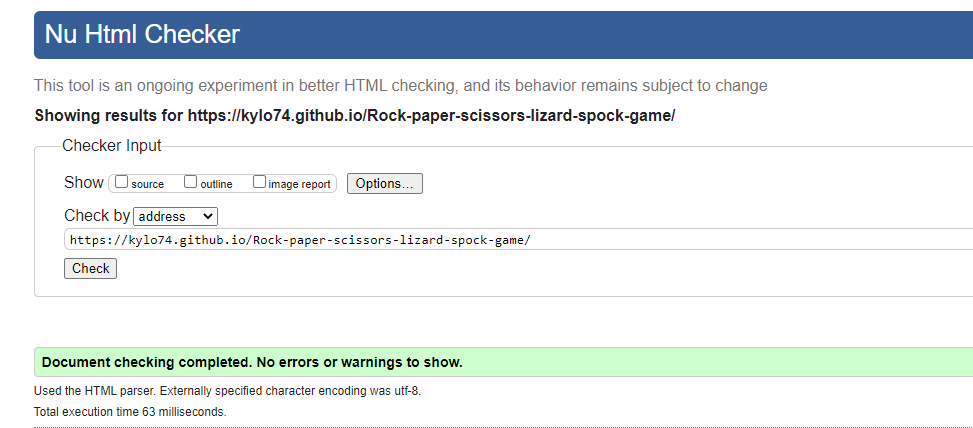 Nu Html Checker
This tool is an ongoing experiment in better HTML checking, and its behavior remains subject to change
Showing results for https://kylo74.github.io/Rock-paper-scissors-lizard-spock-game/
Checker Input
Show source outline image report Options...
Check by address
https://kylo74.github.io/Rock-paper-scissors-lizard-spock-game/
Check
Document checking completed. No errors or warnings to show.
Used the HTML parser. Externally specified character encoding was utf-8.
Total execution time 63 milliseconds.